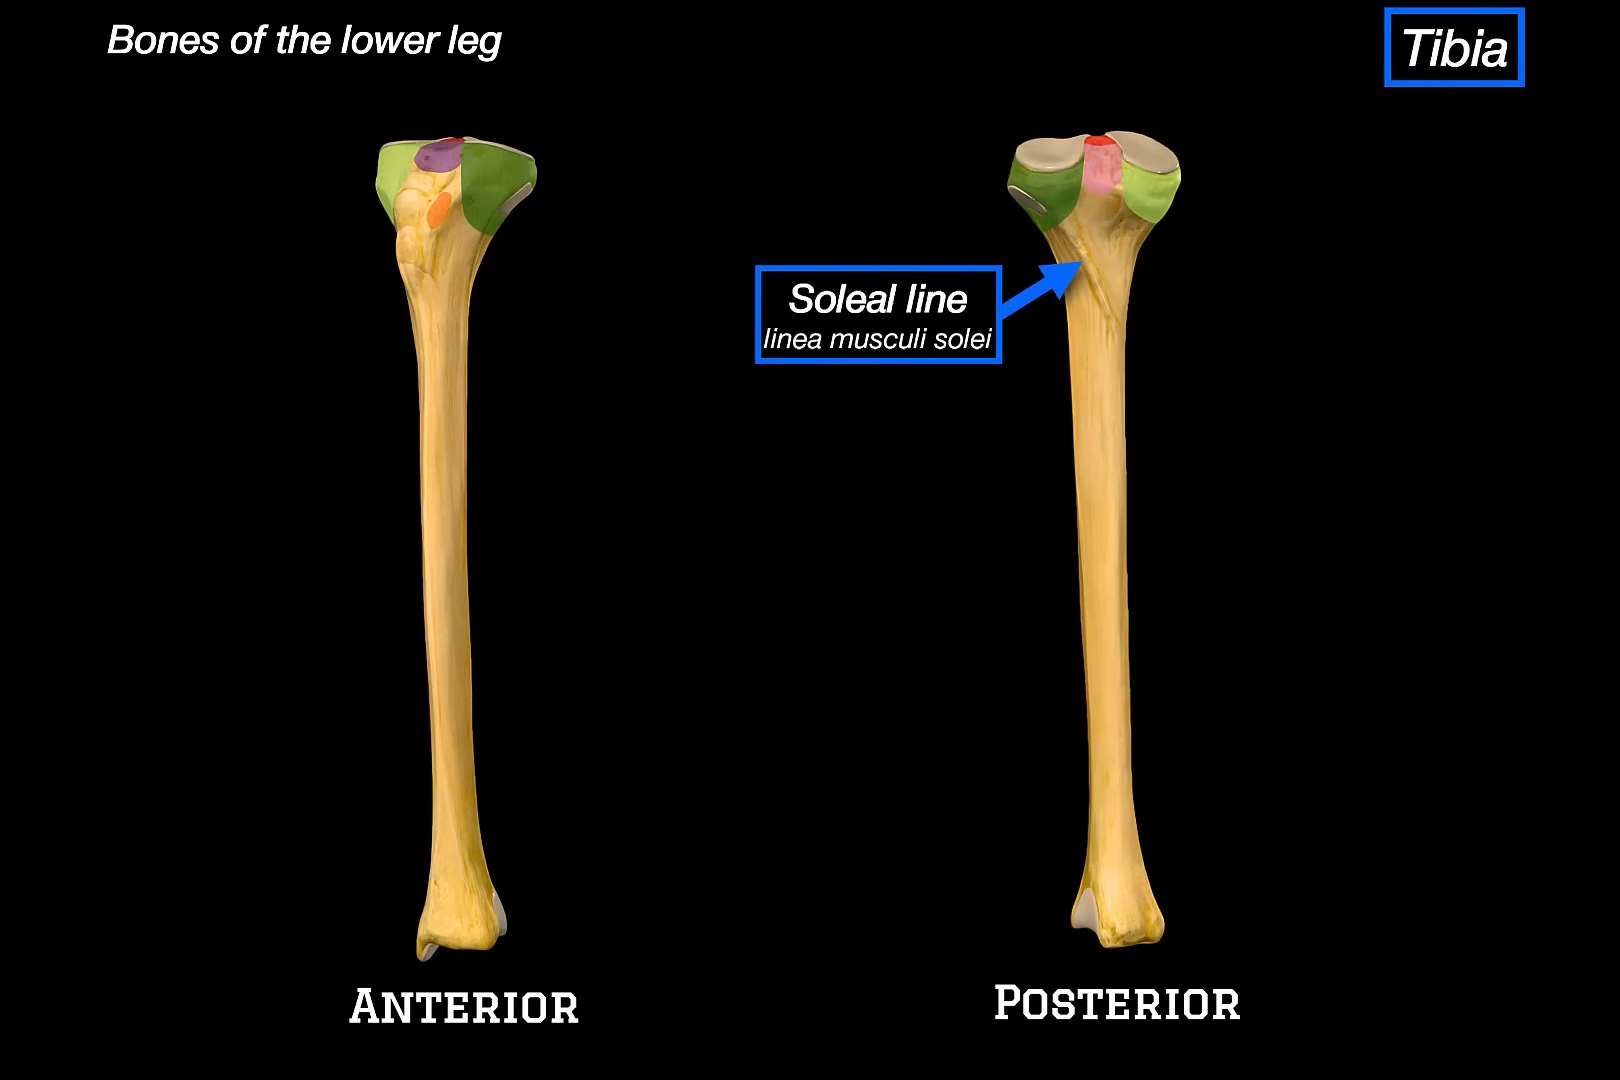 Bones of the lower leg
Tibia
Soleal line
linea musculi solei
ANTERIOR
POSTERIOR